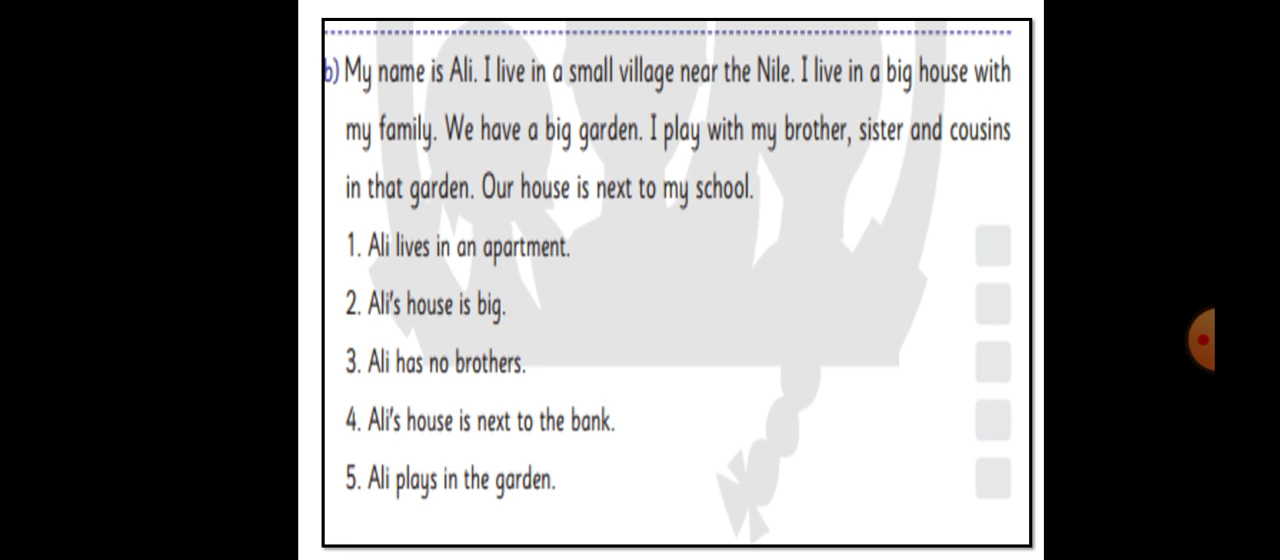 b) My name is Ali. I live in a small village near the Nile. I live in a big house with
my family. We have a big garden. I play with my brother, sister and cousins
in that garden. Our house is next to my school.
1. Ali lives in an apartment.
2. Ali's house is big.
3. Ali has no brothers.
4. Ali's house is next to the bank.
5. Ali plays in the garden.